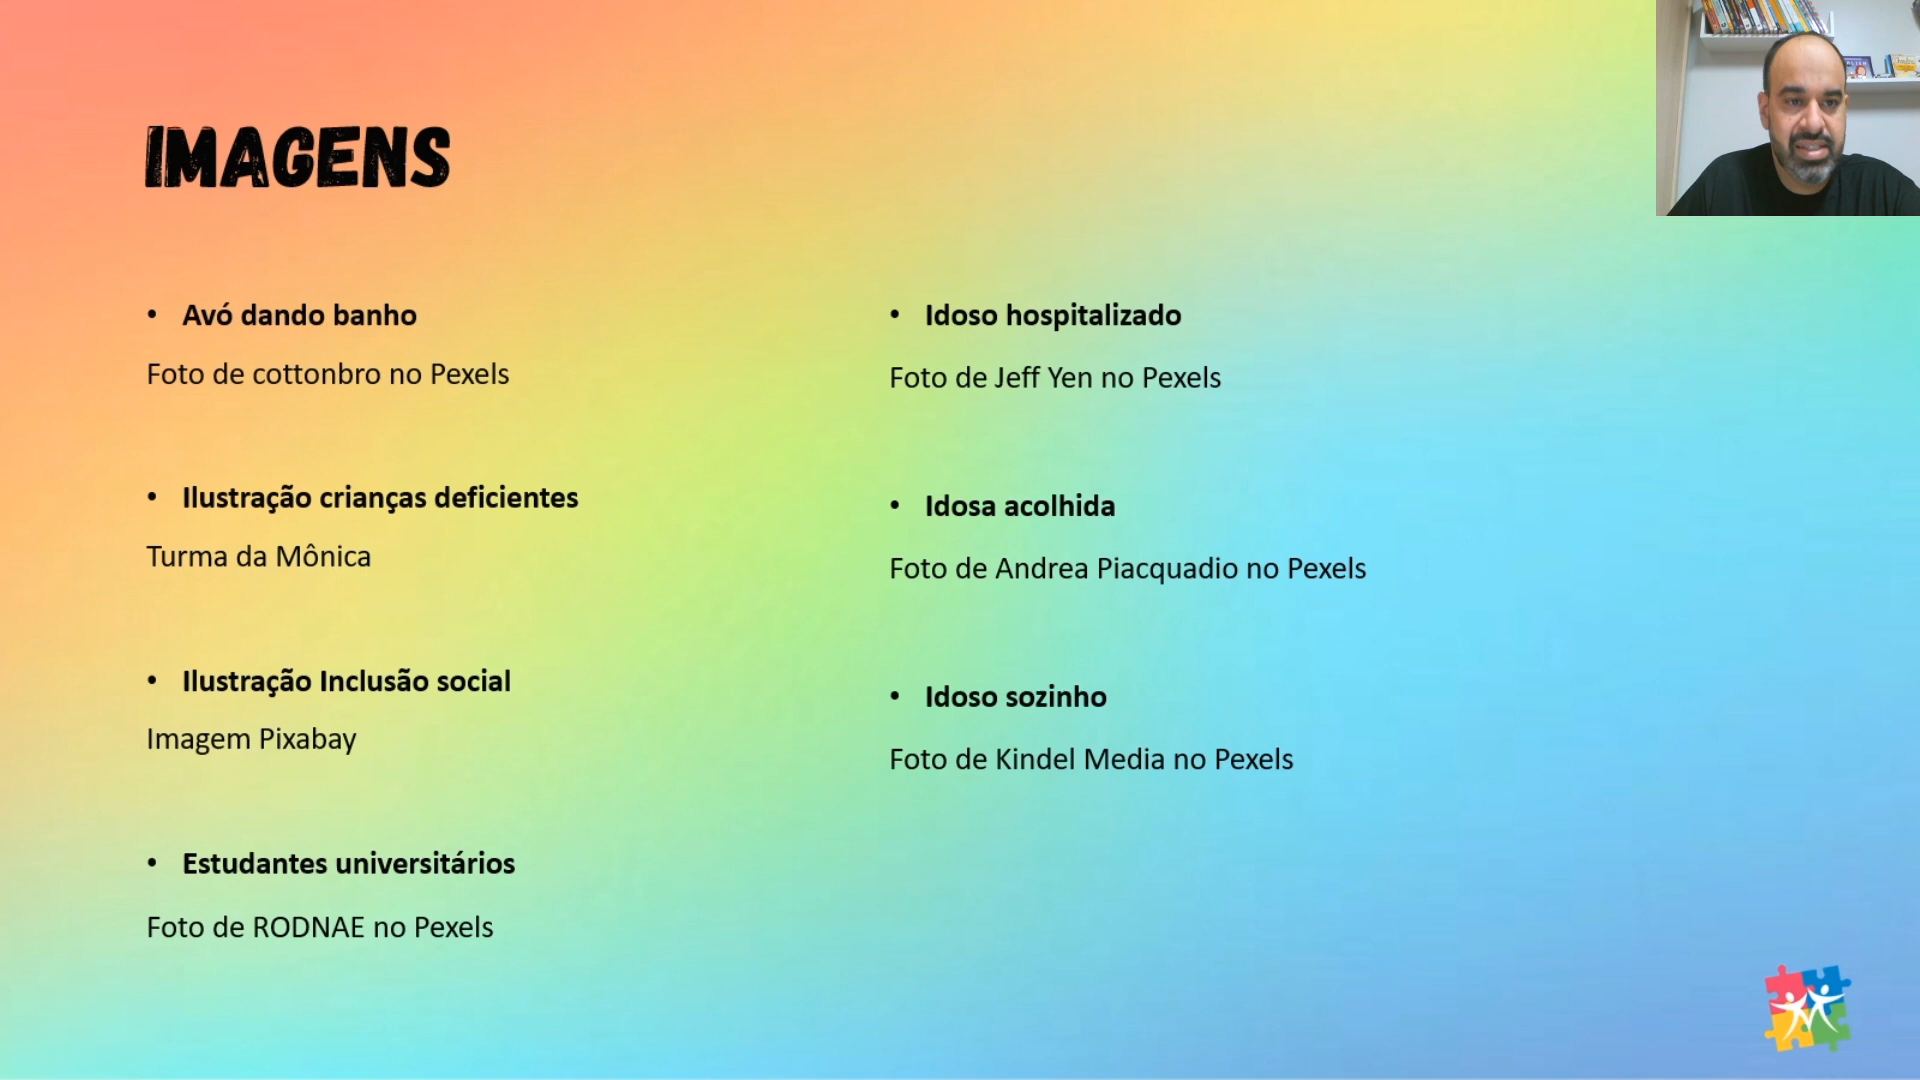 IMAGENS
• Avó dando banho
Foto de cottonbro no Pexels
• Ilustração crianças deficientes
Turma da Mônica
• Ilustração Inclusão social
Imagem Pixabay
• Estudantes universitários
Foto de RODNAE no Pexels
• Idoso hospitalizado
Foto de Jeff Yen no Pexels
• Idosa acolhida
Foto de Andrea Piacquadio no Pexels
• Idoso sozinho
Foto de Kindel Media no Pexels